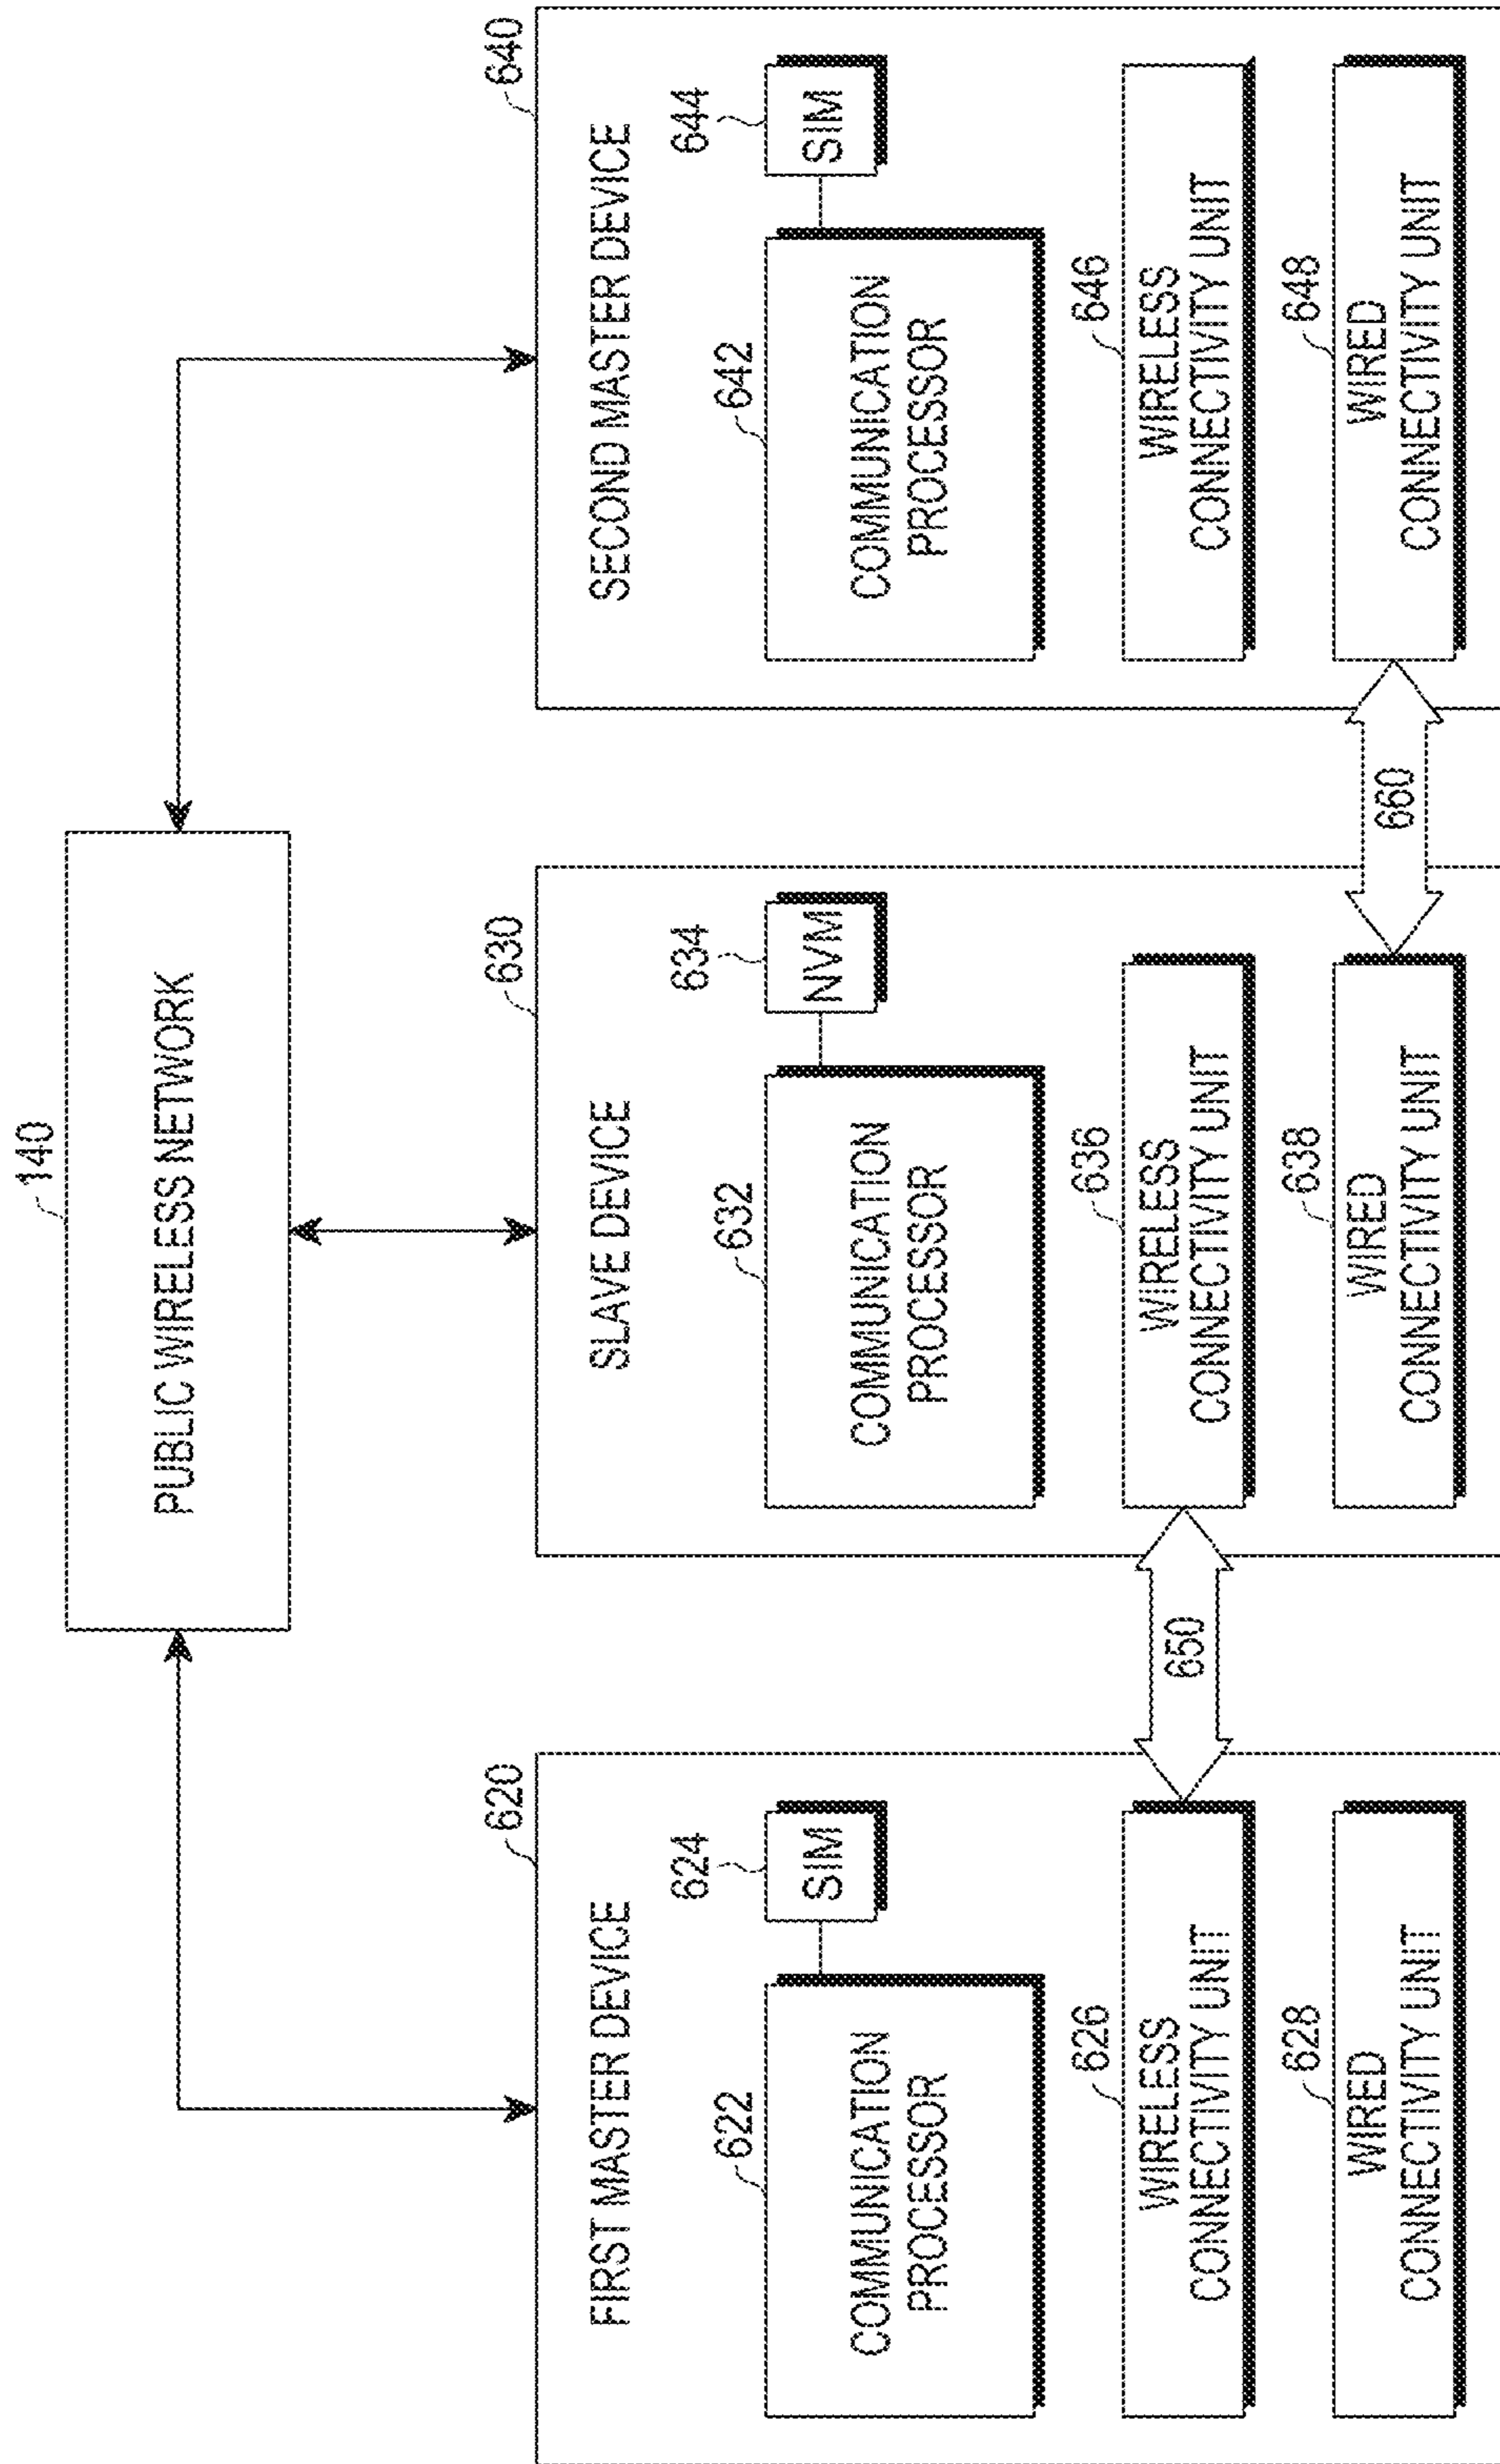 140
PUBLIC WIRELESS NETWORK
620
FIRST MASTER DEVICE
622
COMMUNICATION
PROCESSOR
624
SIM
626
WIRELESS
CONNECTIVITY UNIT
628
WIRED
CONNECTIVITY UNIT
650
630
SLAVE DEVICE
632
COMMUNICATION
PROCESSOR
634
NVM
636
WIRELESS
CONNECTIVITY UNIT
638
WIRED
CONNECTIVITY UNIT
660
640
SECOND MASTER DEVICE
642
COMMUNICATION
PROCESSOR
644
SIM
646
WIRELESS
CONNECTIVITY UNIT
648
WIRED
CONNECTIVITY UNIT